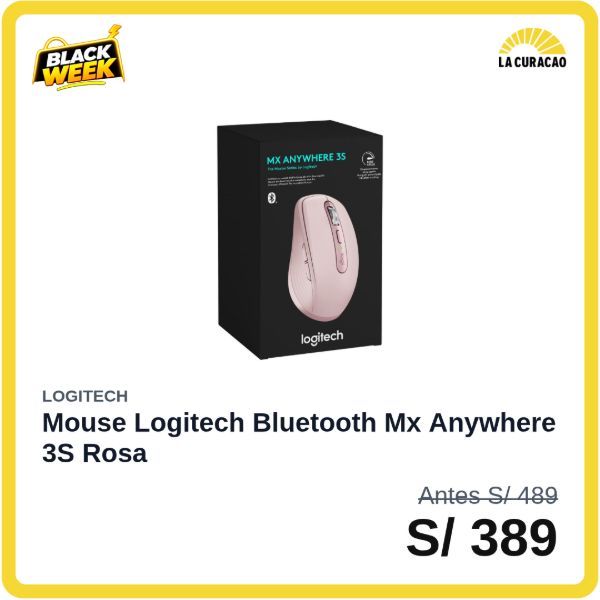 BLACK
WEEK
LA CURACAO
MX ANYWHERE 3S
logitech
LOGITECH
Mouse Logitech Bluetooth Mx Anywhere
3S Rosa
Antes S/ 489
S/ 389